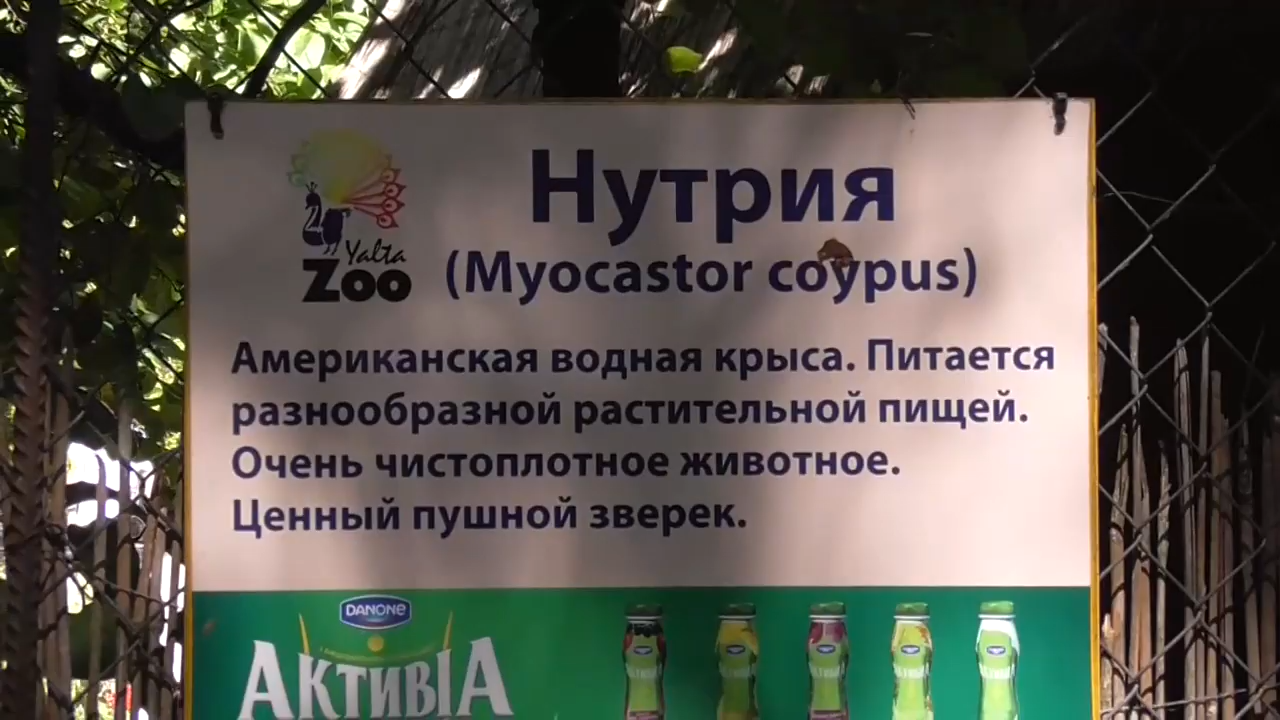 Нутрия
Yalta
Zoo
(Myocastor coypus)
Американская водная крыса. Питается
разнообразной растительной пищей.
Очень чистоплотное животное.
Ценный пушной зверек.
DANONE
АКТИВІА